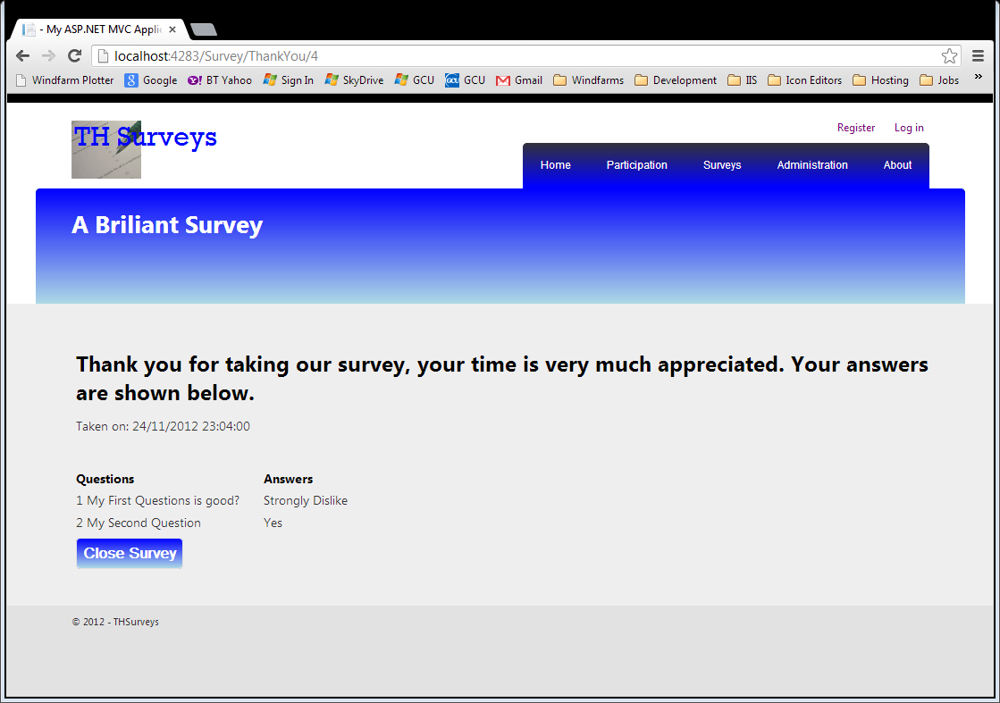 - My ASP.NET MVC Applic
localhost:4283/Survey/ThankYou/4
Windfarm Plotter Google BT Yahoo Sign In SkyDrive GCU GCU Gmail Windfarms Development IIS Icon Editors Hosting Jobs »
Register Log in
TH Surveys
Home Participation Surveys Administration About
A Briliant Survey
Thank you for taking our survey, your time is very much appreciated. Your answers
are shown below.
Taken on: 24/11/2012 23:04:00
Questions Answers
1 My First Questions is good? Strongly Dislike
2 My Second Question Yes
Close Survey
© 2012 - THSurveys